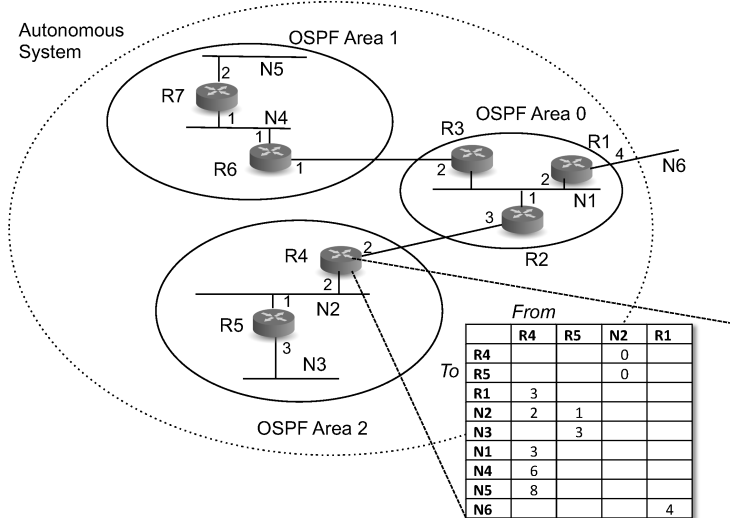 Autonomous
System
OSPF Area 1
2
N5
R7
1
N4
1
R6
1
OSPF Area 0
R3
R1
4
N6
2
2
N1
1
3
R2
R4
2
2
N2
1
R5
3
N3
OSPF Area 2
From
To
R4 R5 N2 R1
R4 0
R5 0
R1 3
N2 2 1
N3 3
N1 3
N4 6
N5 8
N6 4